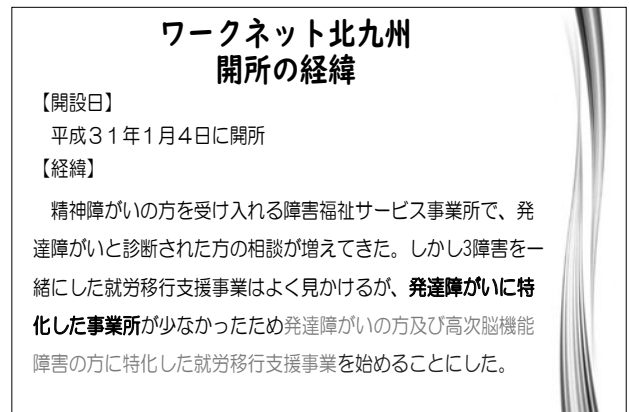 ワークネット北九州
開所の経緯
【開設日】
平成31年1月4日に開所
【経緯】
精神障がいの方を受け入れる障害福祉サービス事業所で、発
達障がいと診断された方の相談が増えてきた。しかし3障害を一
緒にした就労移行支援事業はよく見かけるが、発達障がいに特
化した事業所が少なかったため発達障がいの方及び高次脳機能
障害の方に特化した就労移行支援事業を始めることにした。